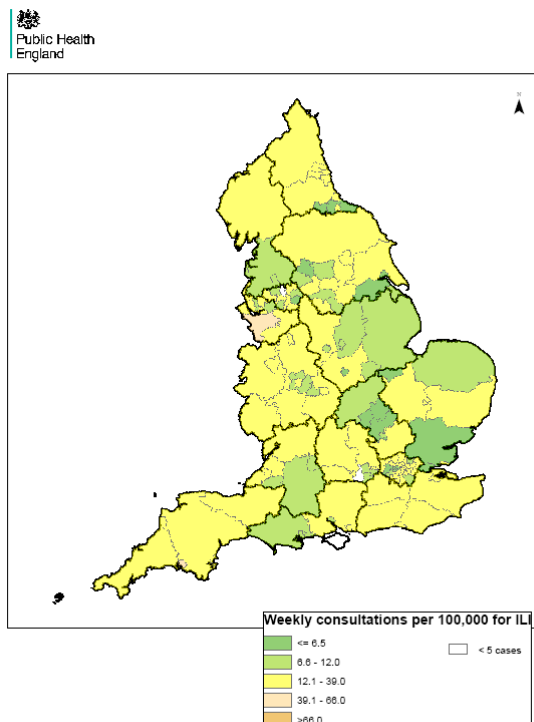 Public Health
England
Weekly consultations per 100,000 for ILI
<= 6.5
< 5 cases
6.6 - 12.0
12.1 - 39.0
39.1 - 66.0
>66.0